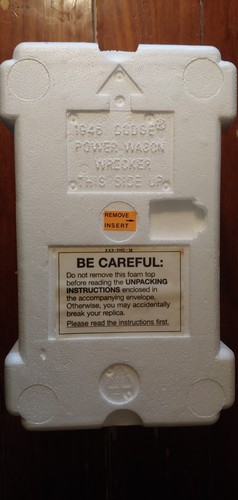 1946 DODGE®
POWER WAGON
WRECKER
THIS SIDE UP
REMOVE
INSERT
BE CAREFUL:
Do not remove this foam top
before reading the UNPACKING
INSTRUCTIONS enclosed in
the accompanying envelope.
Otherwise, you may accidentally
break your replica.
Please read the instructions first.